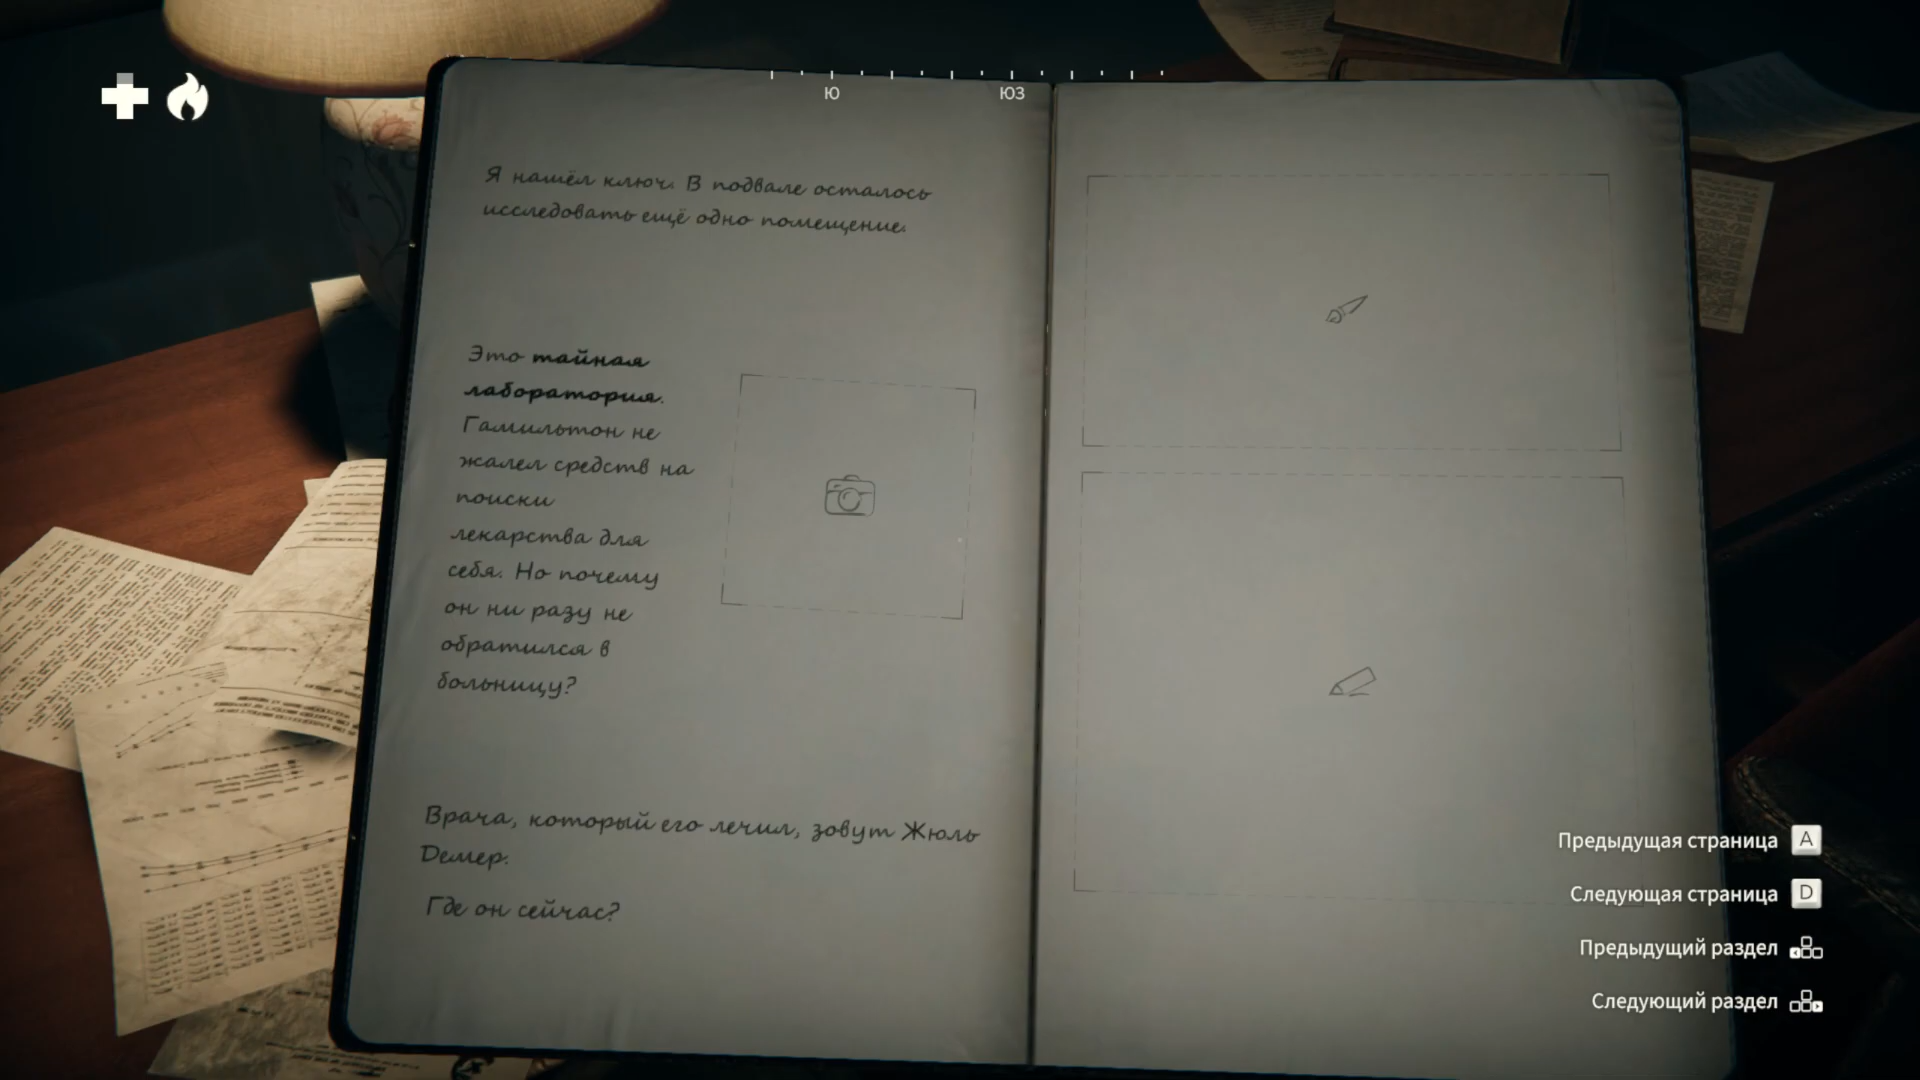 Ю
ЮЗ
Я нашёл ключ. В подвале осталось
исследовать ещё одно помещение.
Это тайная
лаборатория.
Гамильтон не
жалел средств на
поиски
лекарства для
себя. Но почему
он ни разу не
обратился в
больницу?
Врача, который его лечил, зовут Жюль
Демер.
Где он сейчас?
Предыдущая страница A
Следующая страница D
Предыдущий раздел
Следующий раздел